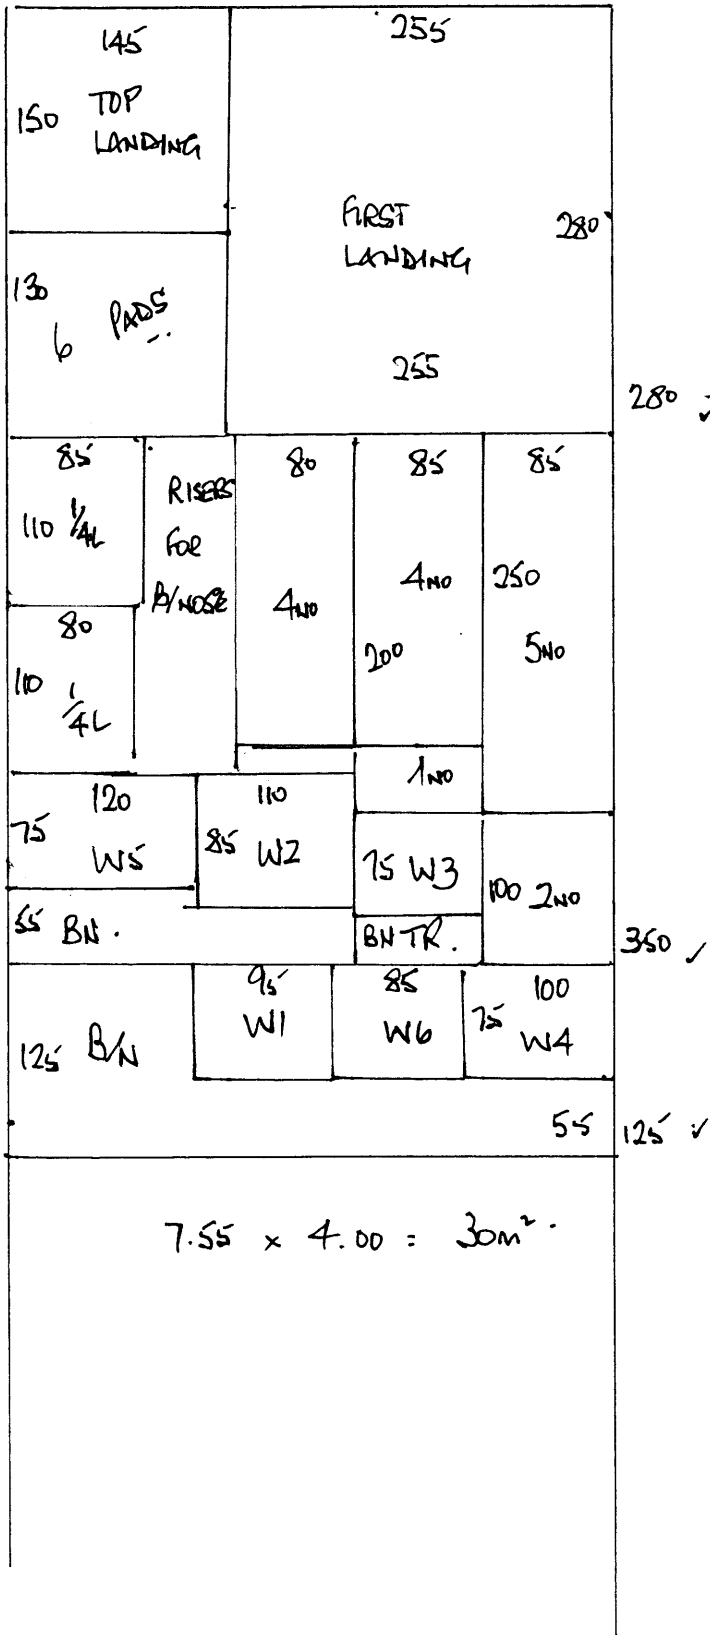 145
255
150 TOP
LANDING
FIRST
LANDING
280
130
6 PADS
255
280 ✓
85
RISERS
FOR
B/NOSE
80
85
85
110 1/4L
4NO
4NO
250
5NO
200
80
110 1/4L
1NO
120
75
W5
110
85 W2
75 W3
100 2NO
55 BN.
BN TR.
350 ✓
125 B/N
95
W1
85
W6
100
75
W4
55
125 ✓
7.55 x 4.00 = 30m².